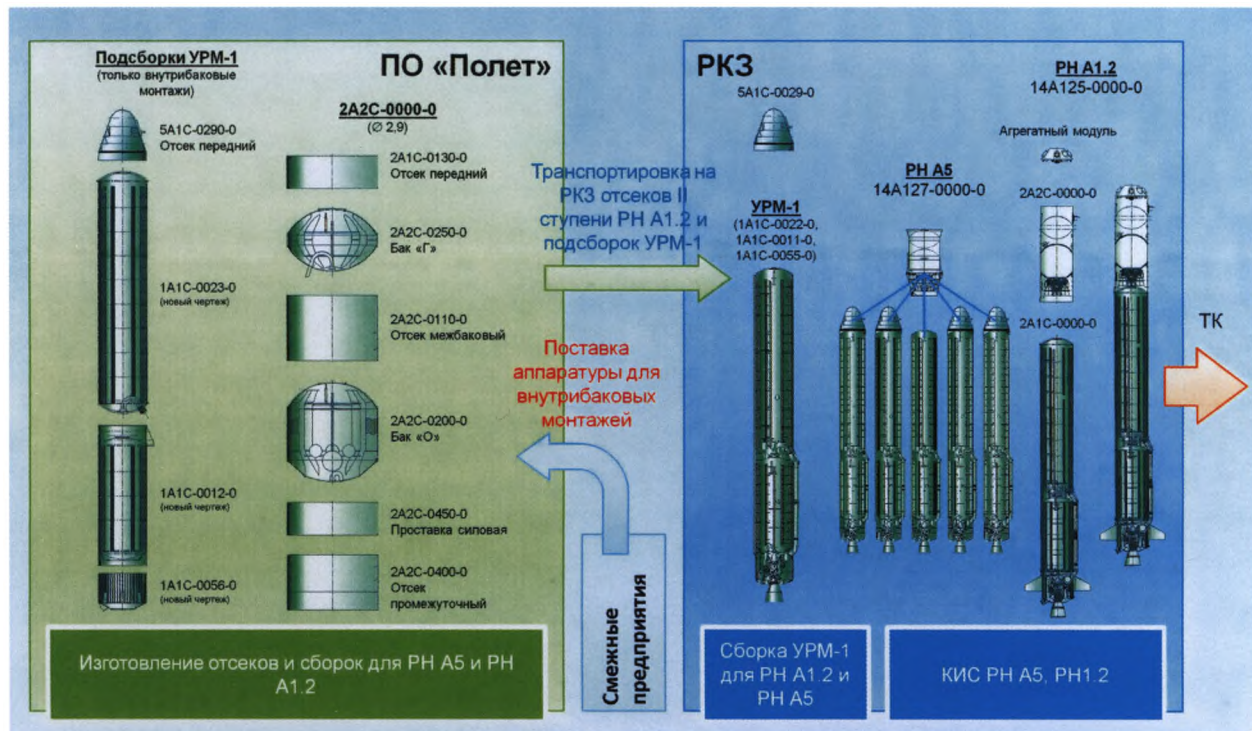 ПО «Полет»
Подсборки УРМ-1
(только внутрибаковые
монтажи)
5А1С-0290-0
Отсек передний
1А1С-0023-0
(новый чертеж)
1А1С-0012-0
(новый чертеж)
1А1С-0056-0
(новый чертеж)
2А2С-0000-0
(∅ 2,9)
2А1С-0130-0
Отсек передний
2А2С-0250-0
Бак «Г»
2А2С-0110-0
Отсек межбаковый
2А2С-0200-0
Бак «О»
2А2С-0450-0
Проставка силовая
2А2С-0400-0
Отсек
промежуточный
Изготовление отсеков и сборок для РН А5 и РН
А1.2
Транспортировка на
РКЗ отсеков II
ступени РН А1.2 и
подсборок УРМ-1
Поставка
аппаратуры для
внутрибаковых
монтажей
Смежные
предприятия
РКЗ
5А1С-0029-0
УРМ-1
(1А1С-0022-0,
1А1С-0011-0,
1А1С-0055-0)
РН А5
14А127-0000-0
РН А1.2
14А125-0000-0
Агрегатный модуль
2А2С-0000-0
2А1С-0000-0
Сборка УРМ-1
для РН А1.2 и
РН А5
КИС РН А5, РН1.2
ТК